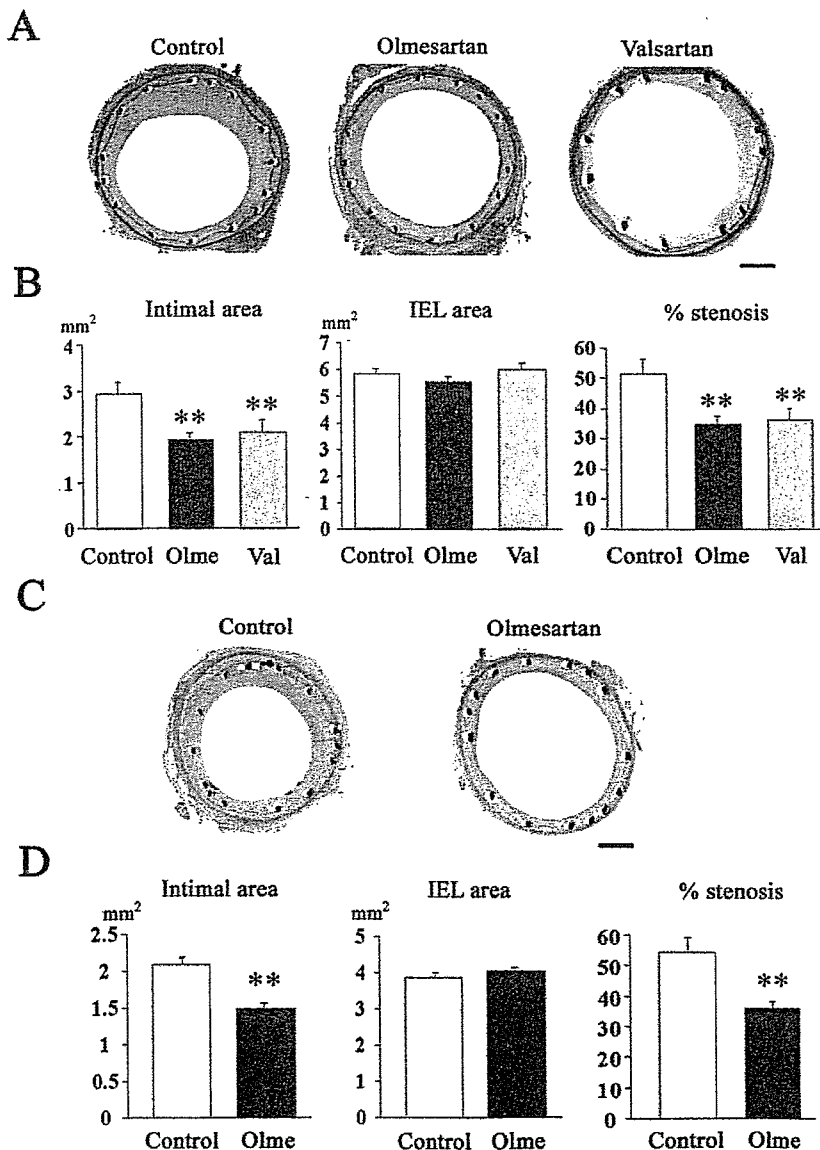 A
Control Olmesartan Valsartan
B
Intimal area IEL area % stenosis
mm²
4
3
2
1
0
** **
Control Olme Val
mm²
7
6
5
4
3
2
1
0
Control Olme Val
60
50
40
30
20
10
0
** **
Control Olme Val
C
Control Olmesartan
D
Intimal area IEL area % stenosis
mm²
2.5
2
1.5
1
0.5
0
**
Control Olme
mm²
5
4
3
2
1
0
Control Olme
60
50
40
30
20
10
0
**
Control Olme